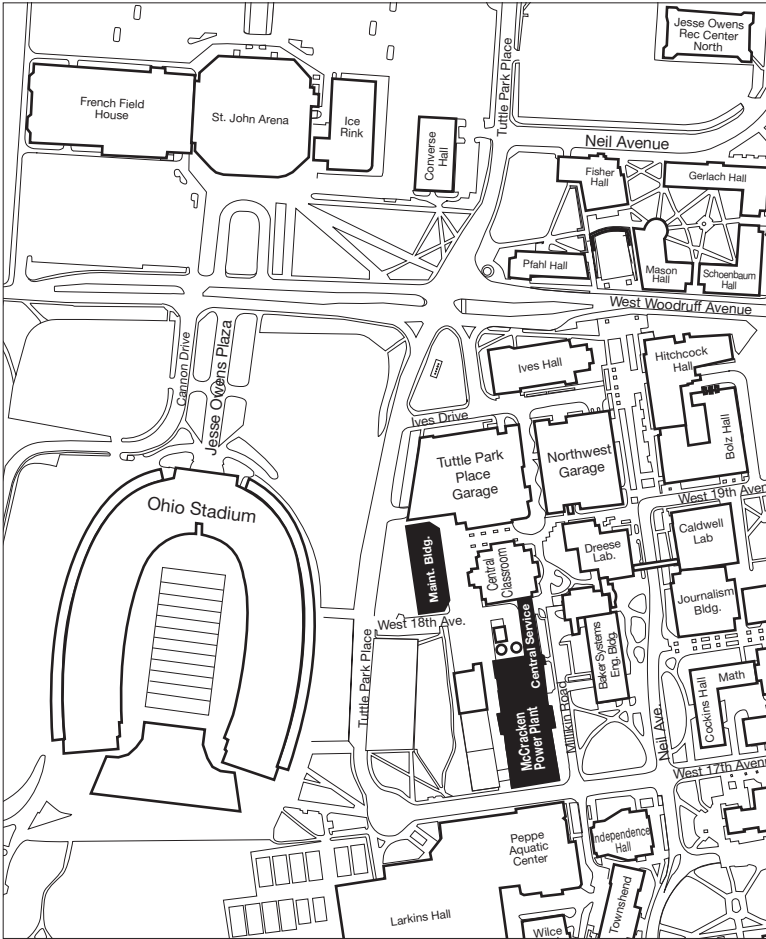 Jesse Owens
Rec Center
North
Tuttle Park Place
French Field
House
St. John Arena
Ice
Rink
Converse
Hall
Neil Avenue
Fisher
Hall
Gerlach Hall
Pfahl Hall
Mason
Hall
Schoenbaum
Hall
West Woodruff Avenue
Cannon Drive
Jesse Owens Plaza
Ives Hall
Hitchcock
Hall
Bolz Hall
Ives Drive
Tuttle Park
Place
Garage
Northwest
Garage
West 19th Aven
Ohio Stadium
Maint. Bldg.
Central
Classroom
Dreese
Lab.
Caldwell
Lab
Journalism
Bldg.
West 18th Ave.
Central Service
Baker Systems
Eng. Bldg.
Tuttle Park Place
McCracken
Power Plant
Millikin Road
Neil Ave.
Cockins Hall
Math
West 17th Avenu
Peppe
Aquatic
Center
Independence
Hall
Larkins Hall
Wilce
Townshend